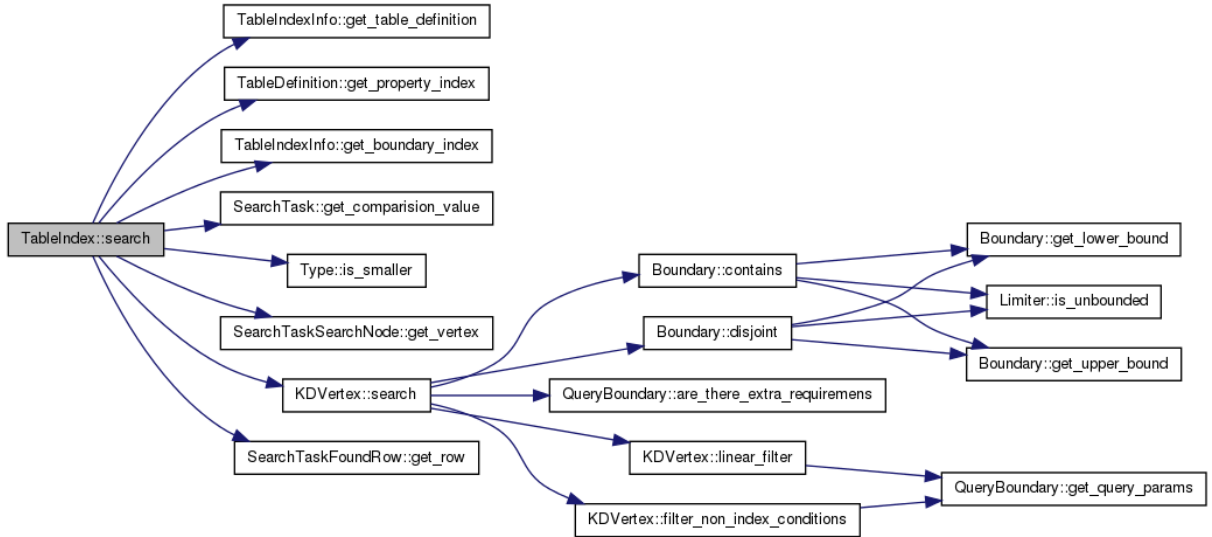 TableIndex::search
TableIndexInfo::get_table_definition
TableDefinition::get_property_index
TableIndexInfo::get_boundary_index
SearchTask::get_comparision_value
Type::is_smaller
SearchTaskSearchNode::get_vertex
KDVertex::search
SearchTaskFoundRow::get_row
Boundary::contains
Boundary::disjoint
QueryBoundary::are_there_extra_requiremens
KDVertex::linear_filter
KDVertex::filter_non_index_conditions
Boundary::get_lower_bound
Limiter::is_unbounded
Boundary::get_upper_bound
QueryBoundary::get_query_params